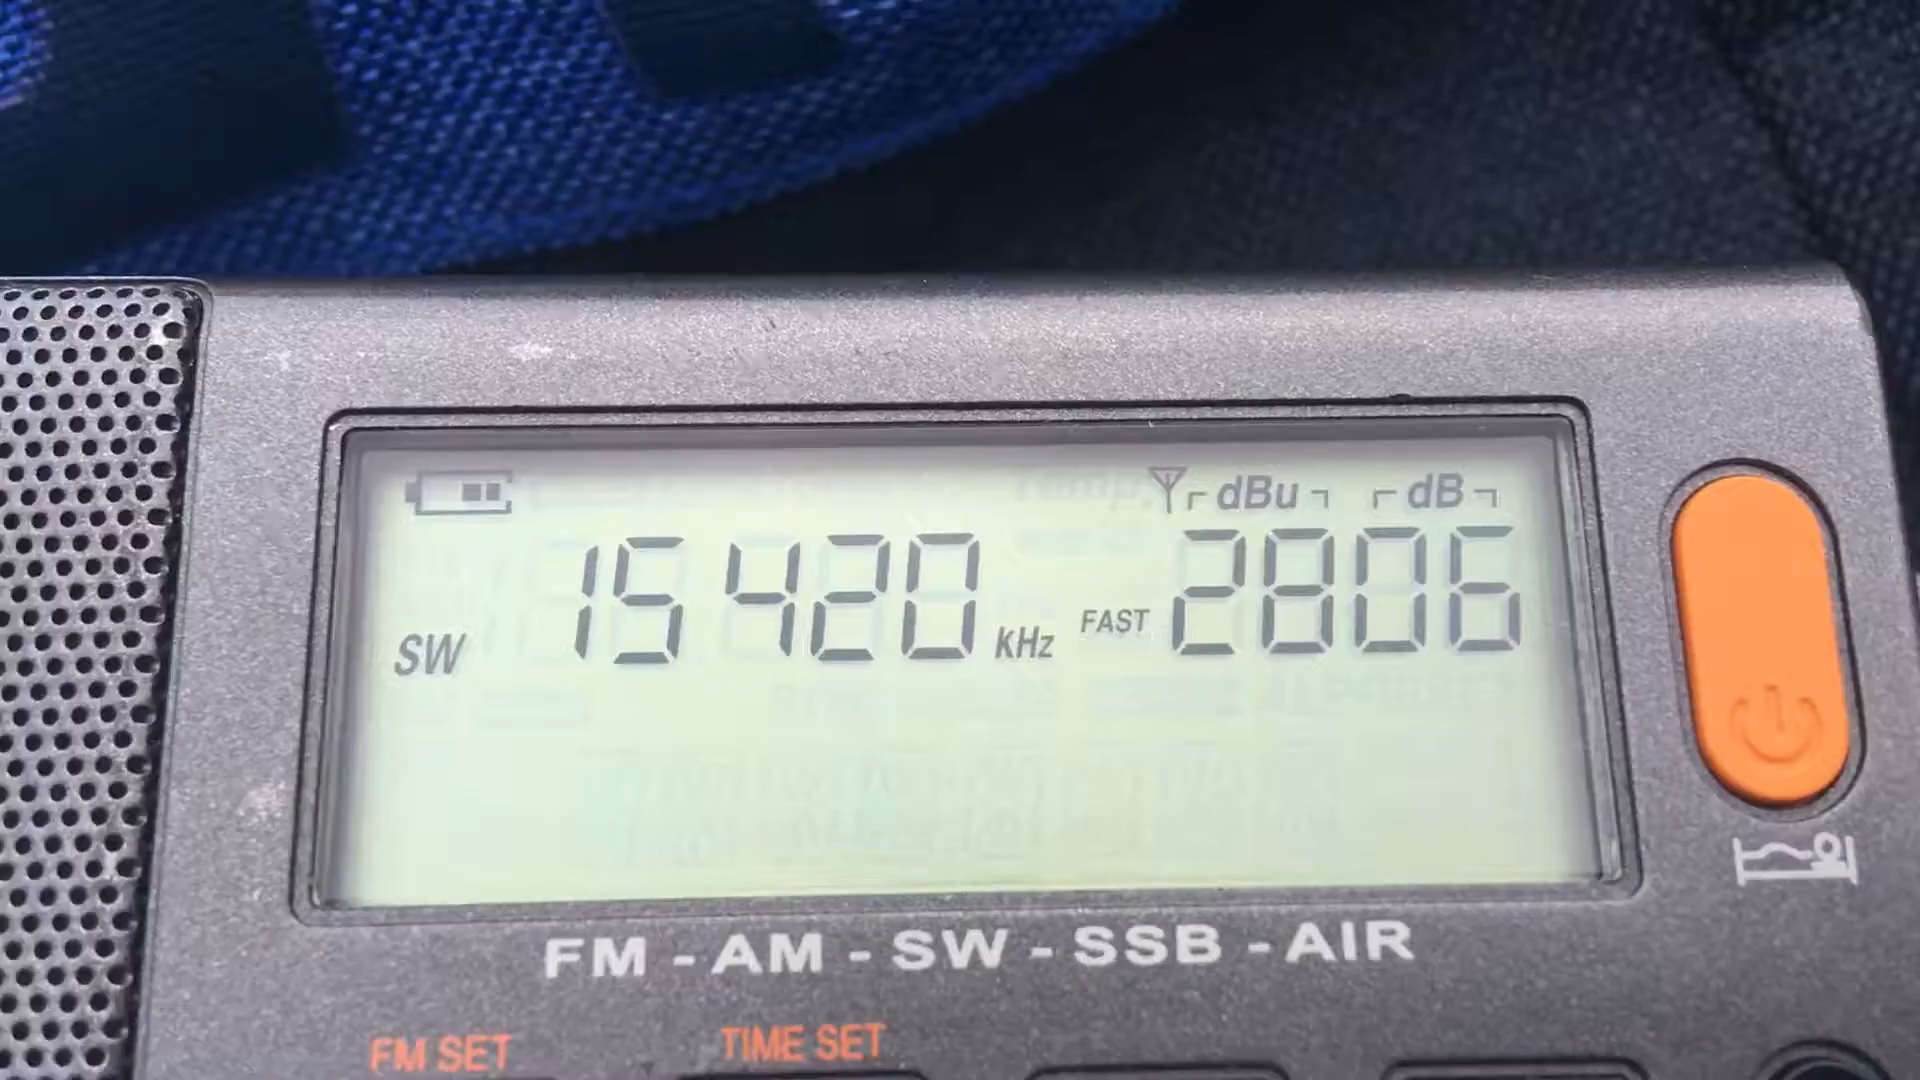 dBu dB
SW 15420 KHz FAST 2806
FM - AM - SW - SSB - AIR
FM SET TIME SET